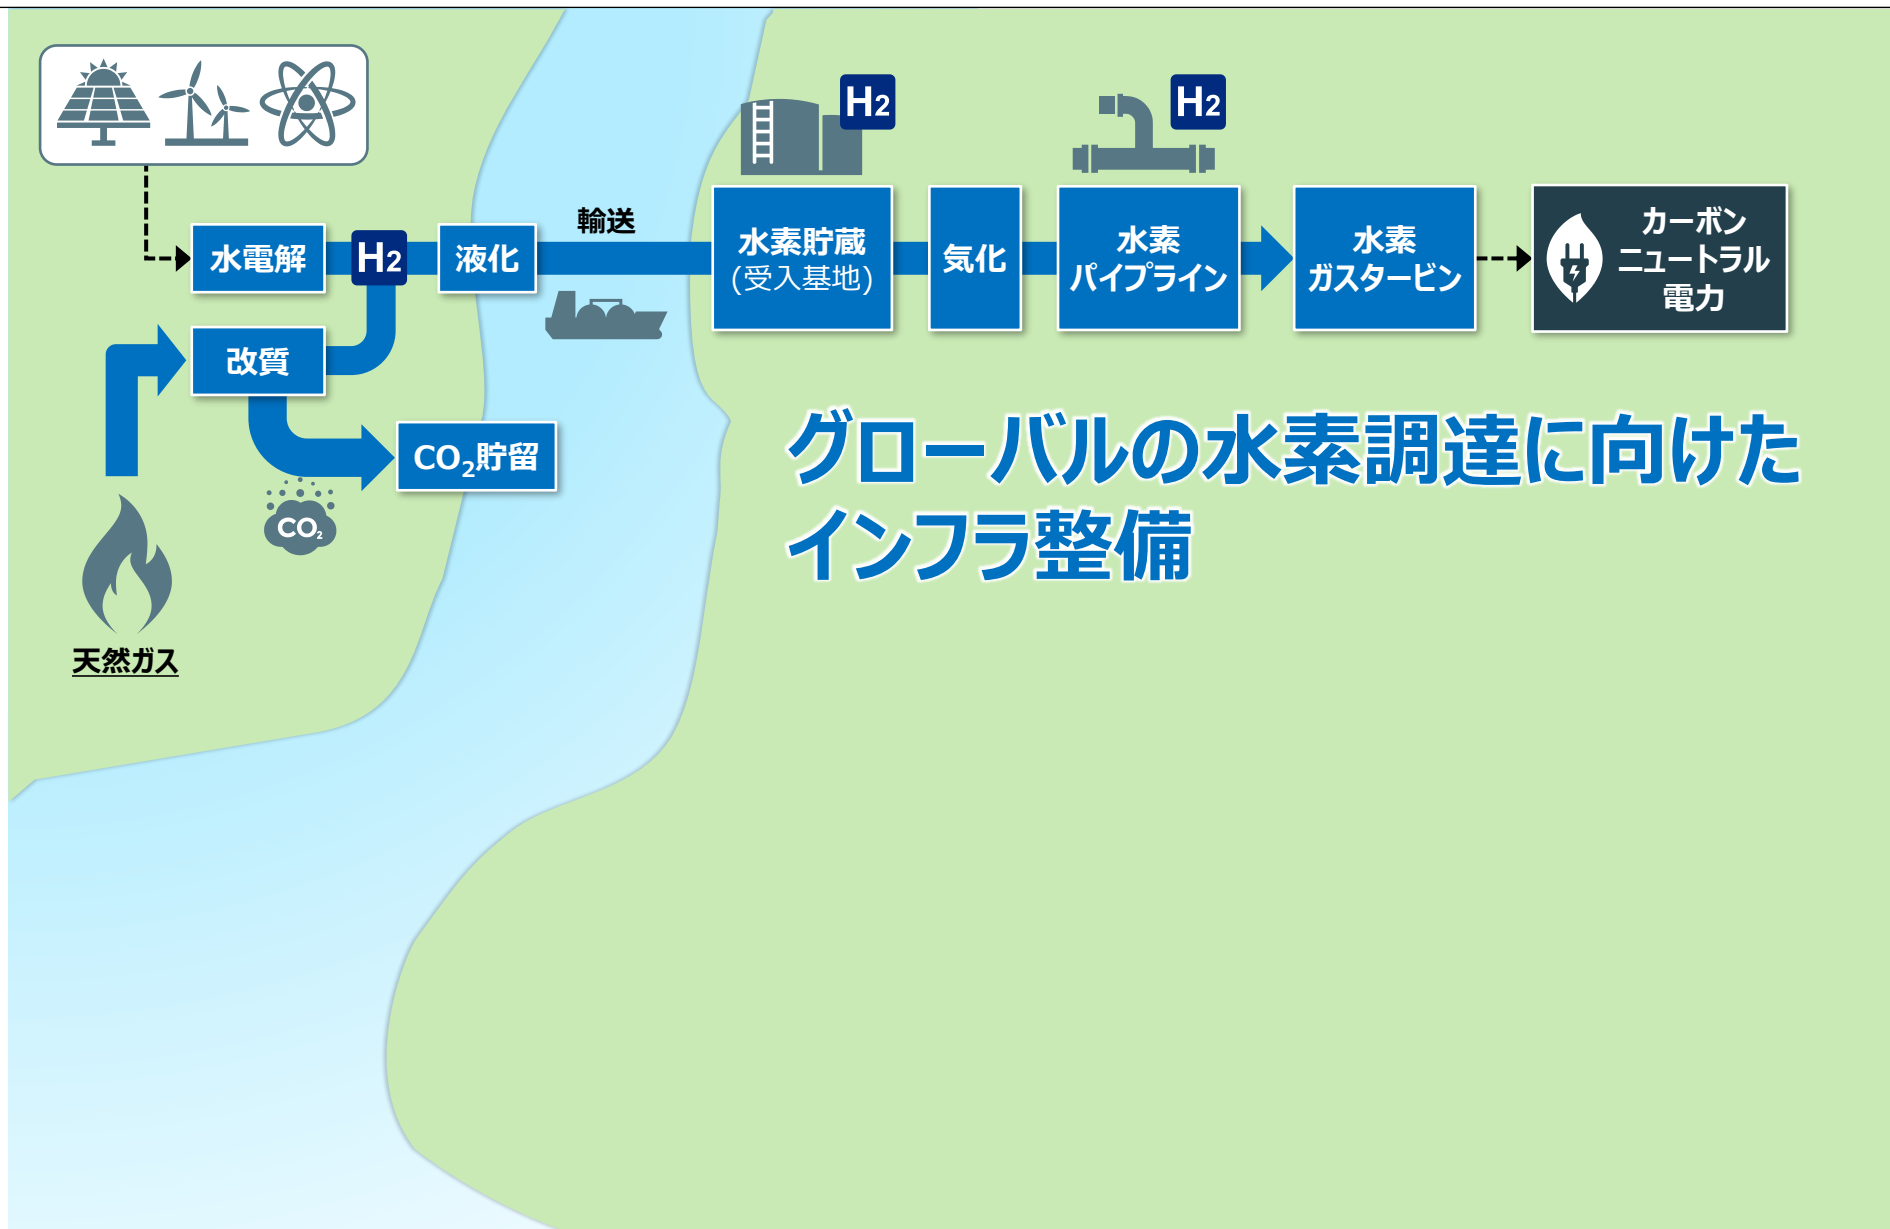 H2
H2
輸送
水電解
H2
液化
水素貯蔵
(受入基地)
気化
水素
パイプライン
水素
ガスタービン
カーボン
ニュートラル
電力
改質
CO₂貯留
CO₂
天然ガス
グローバルの水素調達に向けた
インフラ整備